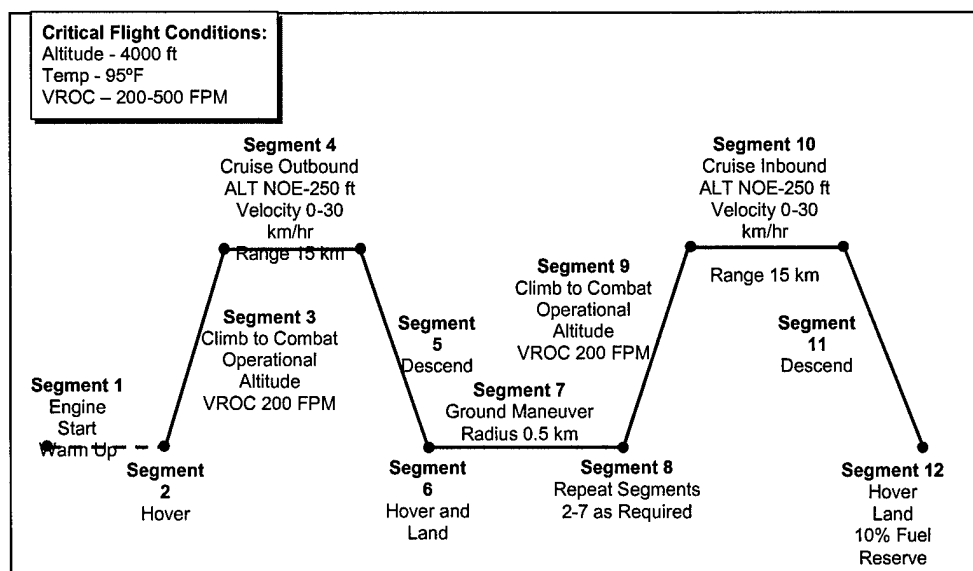 Critical Flight Conditions:
Altitude - 4000 ft
Temp - 95ºF
VROC – 200-500 FPM
Segment 4
Cruise Outbound
ALT NOE-250 ft
Velocity 0-30
km/hr
Range 15 km
Segment 10
Cruise Inbound
ALT NOE-250 ft
Velocity 0-30
km/hr
Range 15 km
Segment 9
Climb to Combat
Operational
Altitude
VROC 200 FPM
Segment 3
Climb to Combat
Operational
Altitude
VROC 200 FPM
Segment
5
Descend
Segment
11
Descend
Segment 1
Engine
Start
Warm Up
Segment 7
Ground Maneuver
Radius 0.5 km
Segment
2
Hover
Segment
6
Hover and
Land
Segment 8
Repeat Segments
2-7 as Required
Segment 12
Hover
Land
10% Fuel
Reserve